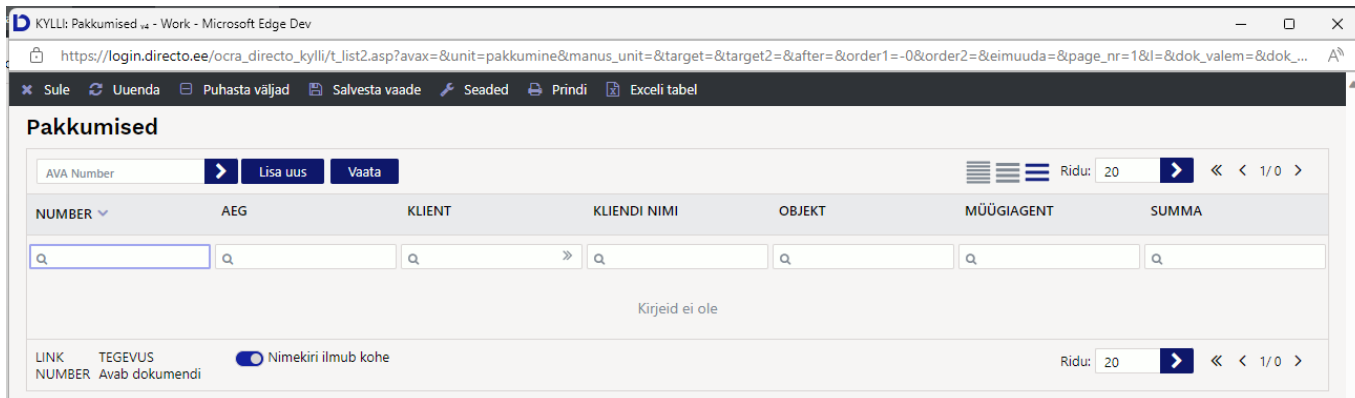 KYLLI: Pakkumised v4 - Work - Microsoft Edge Dev
https://login.directo.ee/ocra_directo_kylli/t_list2.asp?avax=&unit=pakkumine&manus_unit=&target=&target2=&after=&order1=-0&order2=&eimuuda=&page_nr=1&l=&dok_valem=&dok_...
Sule Uuenda Puhasta väljad Salvesta vaade Seaded Prindi Exceli tabel
Pakkumised
AVA Number Lisa uus Vaata Ridu: 20 1/ 0
NUMBER AEG KLIENT KLIENDI NIMI OBJEKT MÜÜGIAGENT SUMMA
Kirjeid ei ole
LINK TEGEVUS Nimekiri ilmub kohe Ridu: 20 1/ 0
NUMBER Avab dokumendi